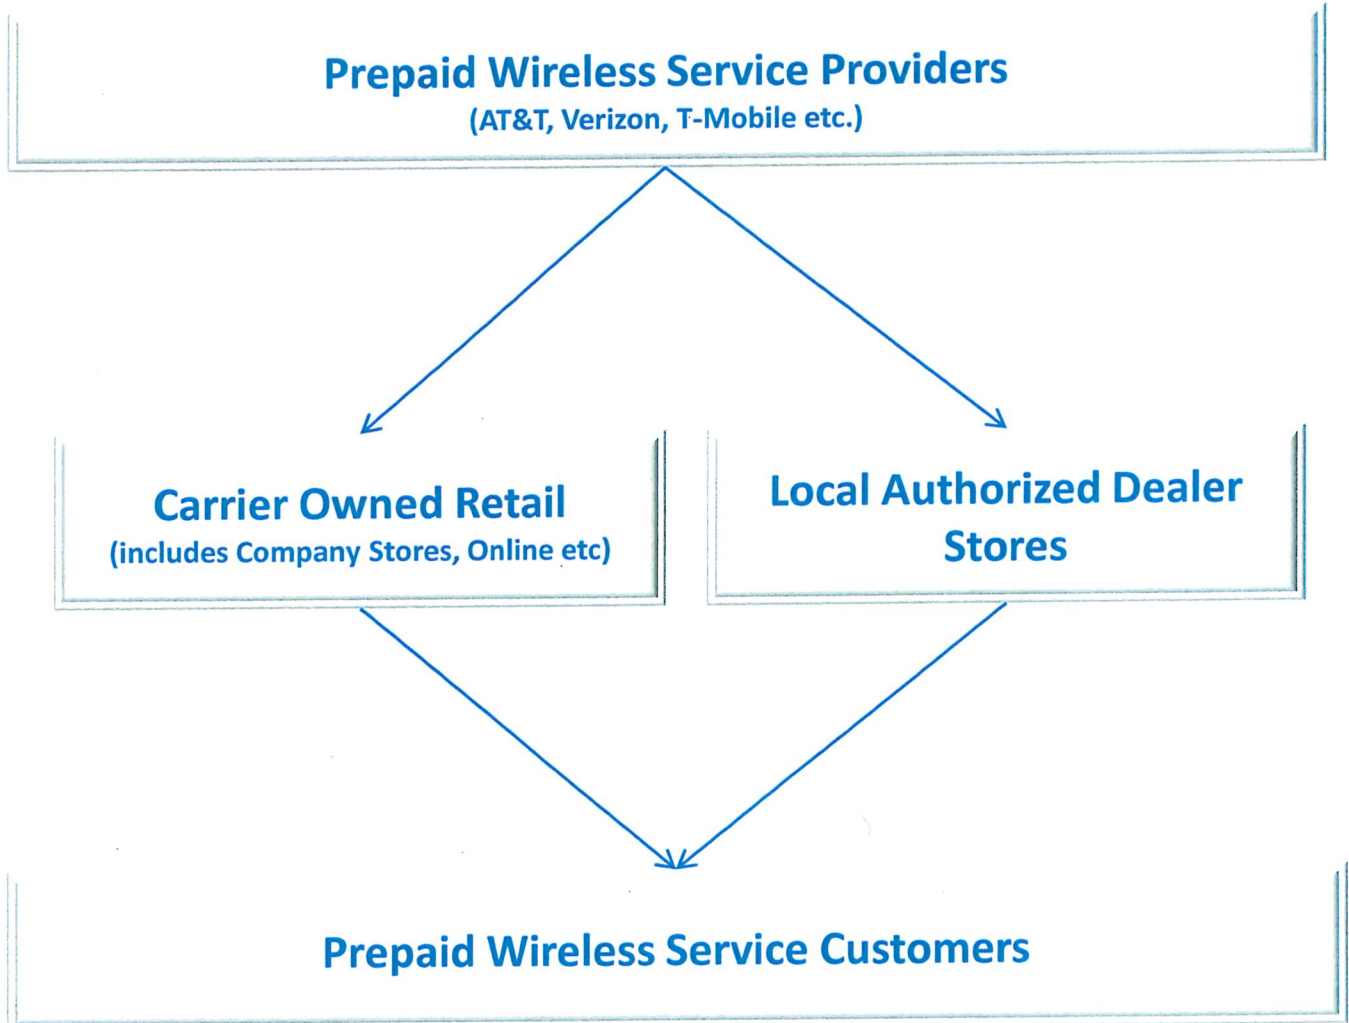 Prepaid Wireless Service Providers
(AT&T, Verizon, T-Mobile etc.)
Carrier Owned Retail
(includes Company Stores, Online etc)
Local Authorized Dealer
Stores
Prepaid Wireless Service Customers